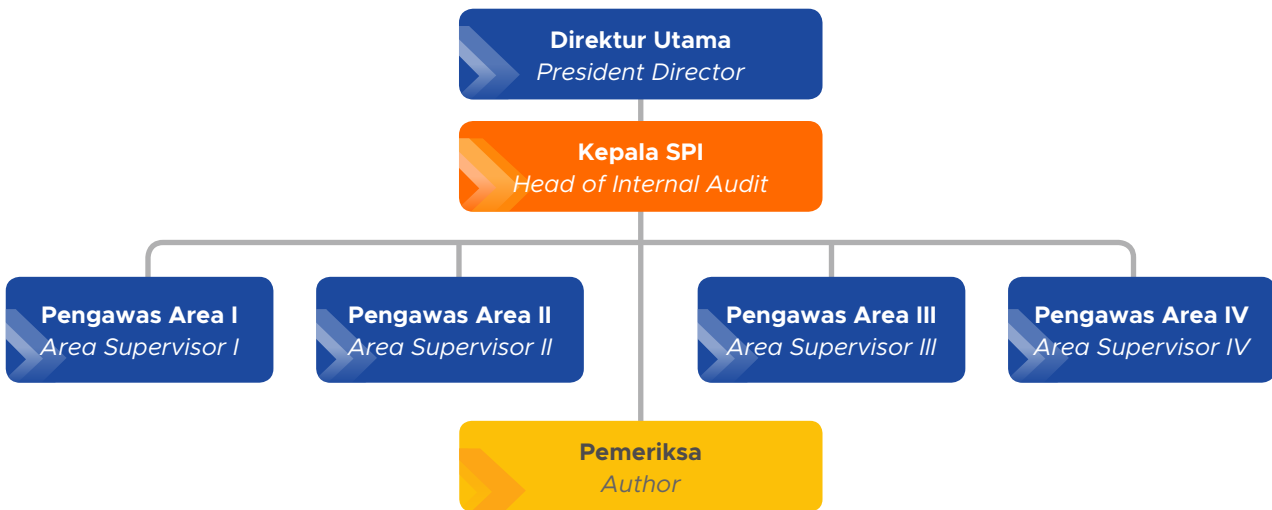 Direktur Utama
President Director
Kepala SPI
Head of Internal Audit
Pengawas Area I
Area Supervisor I
Pengawas Area II
Area Supervisor II
Pengawas Area III
Area Supervisor III
Pengawas Area IV
Area Supervisor IV
Pemeriksa
Author